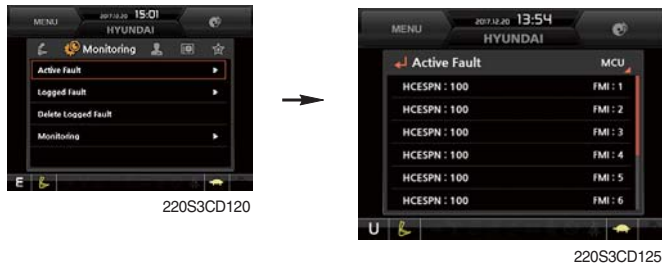 MENU
2017.12.20 15:01
HYUNDAI
Monitoring
Active Fault
Logged Fault
Delete Logged Fault
Monitoring
E
220S3CD120
MENU
2017.12.20 13:54
HYUNDAI
Active Fault MCU
HCESPN : 100 FMI : 1
HCESPN : 100 FMI : 2
HCESPN : 100 FMI : 3
HCESPN : 100 FMI : 4
HCESPN : 100 FMI : 5
HCESPN : 100 FMI : 6
U
220S3CD125